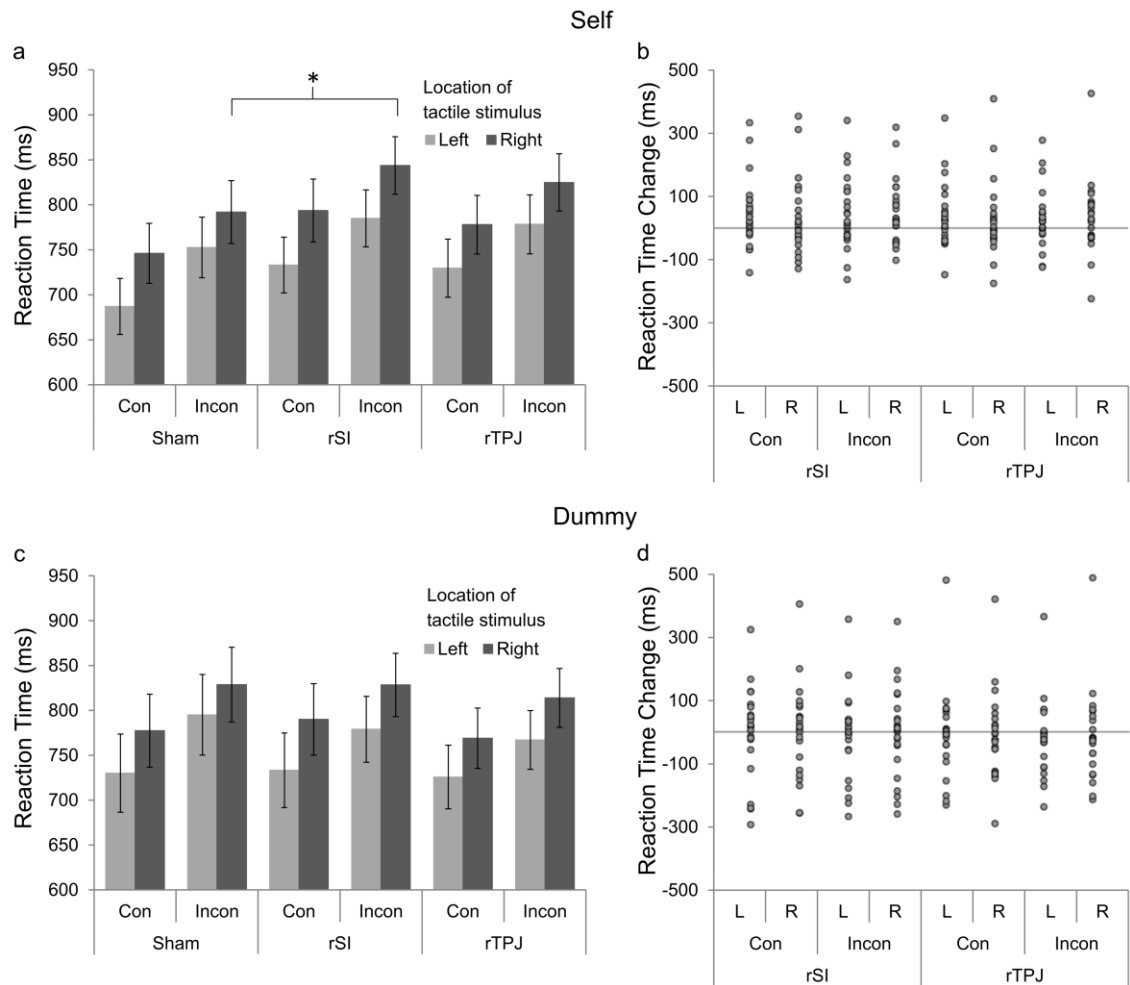 Self
a
950
900
850
800
750
700
650
600
Reaction Time (ms)
*
Location of
tactile stimulus
Left Right
Con Incon Con Incon Con Incon
Sham rSI rTPJ
b
500
300
100
-100
-300
-500
Reaction Time Change (ms)
L R L R L R L R
Con Incon Con Incon
rSI rTPJ
Dummy
c
950
900
850
800
750
700
650
600
Reaction Time (ms)
Location of
tactile stimulus
Left Right
Con Incon Con Incon Con Incon
Sham rSI rTPJ
d
500
300
100
-100
-300
-500
Reaction Time Change (ms)
L R L R L R L R
Con Incon Con Incon
rSI rTPJ